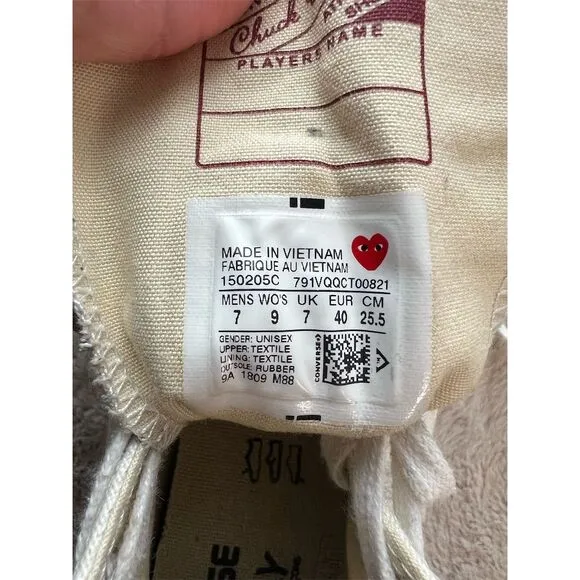 Chuck
PLAYERS NAME
MADE IN VIETNAM
FABRIQUE AU VIETNAM
150205C 791VQQCT00821
MENS WO'S UK EUR CM
7 9 7 40 25.5
GENDER: UNISEX
UPPER: TEXTILE
LINING: TEXTILE
OUTSOLE: RUBBER
9A 1809 M88
CONVERSE